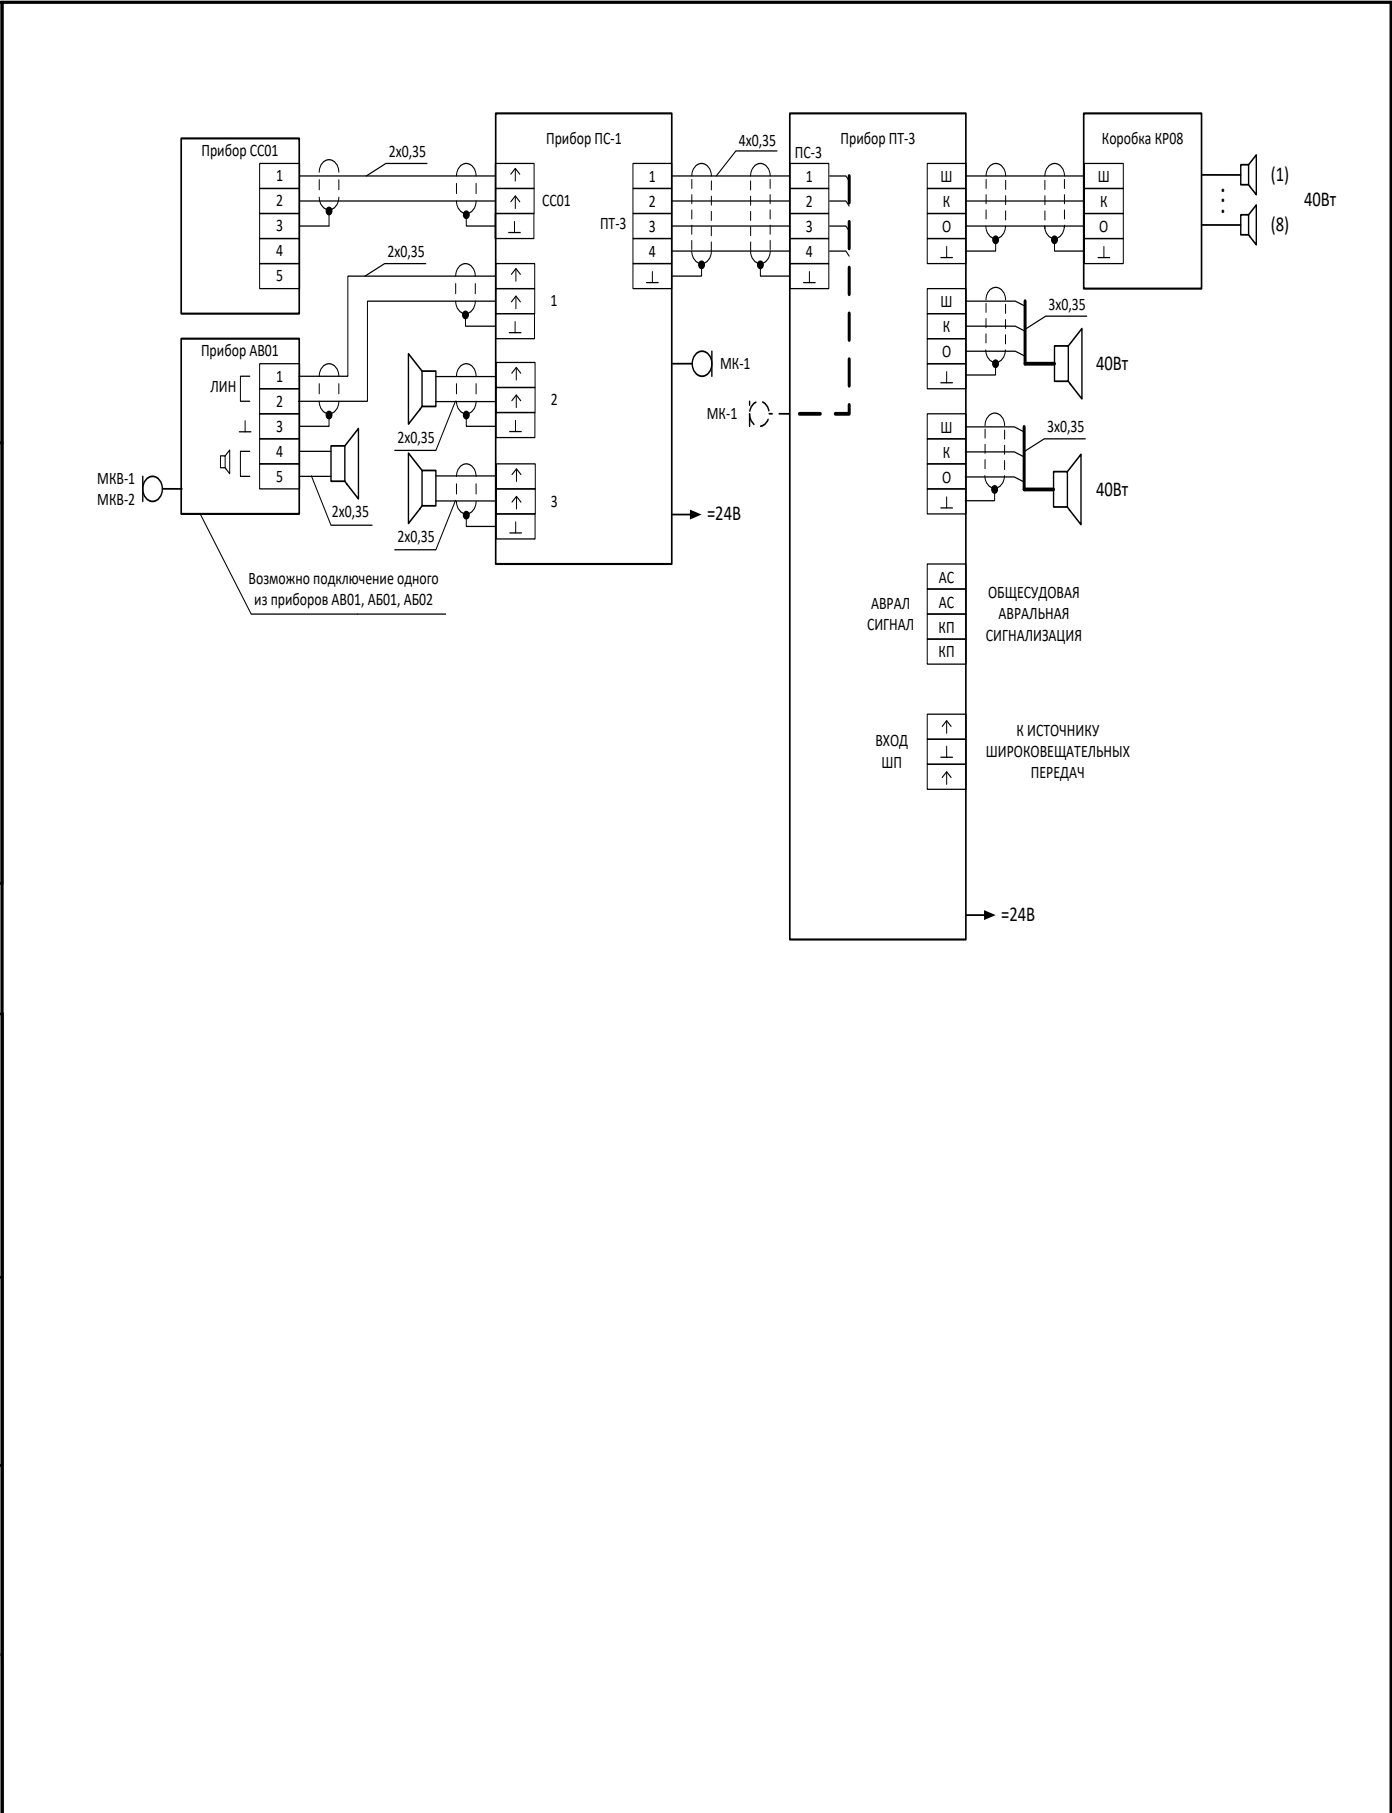 Прибор СС01
1
2
3
4
5
2х0,35
2х0,35
Прибор АВ01
ЛИН
1
2
⊥
3
4
5
2х0,35
МКВ-1
МКВ-2
Возможно подключение одного
из приборов АВ01, АБ01, АБ02
Прибор ПС-1
↑
↑
⊥
СС01
↑
↑
⊥
1
↑
↑
⊥
2
2х0,35
↑
↑
⊥
3
2х0,35
ПТ-3
1
2
3
4
⊥
4х0,35
МК-1
=24В
МК-1
Прибор ПТ-3
ПС-3
1
2
3
4
⊥
Ш
К
О
⊥
Ш
К
О
⊥
3х0,35
40Вт
Ш
К
О
⊥
3х0,35
40Вт
АВРАЛ
СИГНАЛ
АС
АС
КП
КП
ОБЩЕСУДОВАЯ
АВРАЛЬНАЯ
СИГНАЛИЗАЦИЯ
ВХОД
ШП
↑
⊥
↑
К ИСТОЧНИКУ
ШИРОКОВЕЩАТЕЛЬНЫХ
ПЕРЕДАЧ
=24В
Коробка КР08
Ш
К
О
⊥
(1)
(8)
40Вт